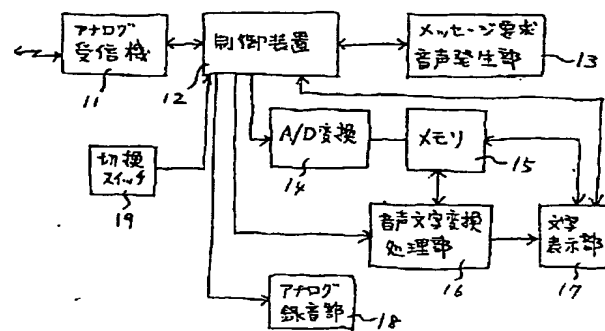 アナログ
受信機
11
制御装置
12
メッセージ要求
音声発生部
13
A/D変換
14
メモリ
15
切換
スイッチ
19
音声文字変換
処理部
16
文字
表示部
17
アナログ
録音部
18